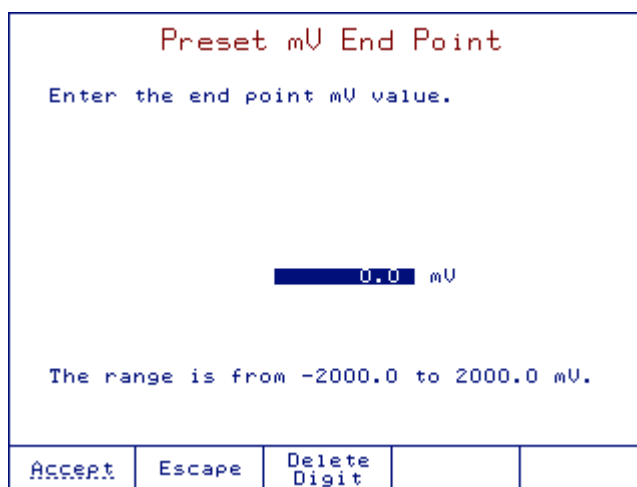 Preset mV End Point
Enter the end point mV value.
0.0 mV
The range is from -2000.0 to 2000.0 mV.
Accept
Escape
Delete
Digit